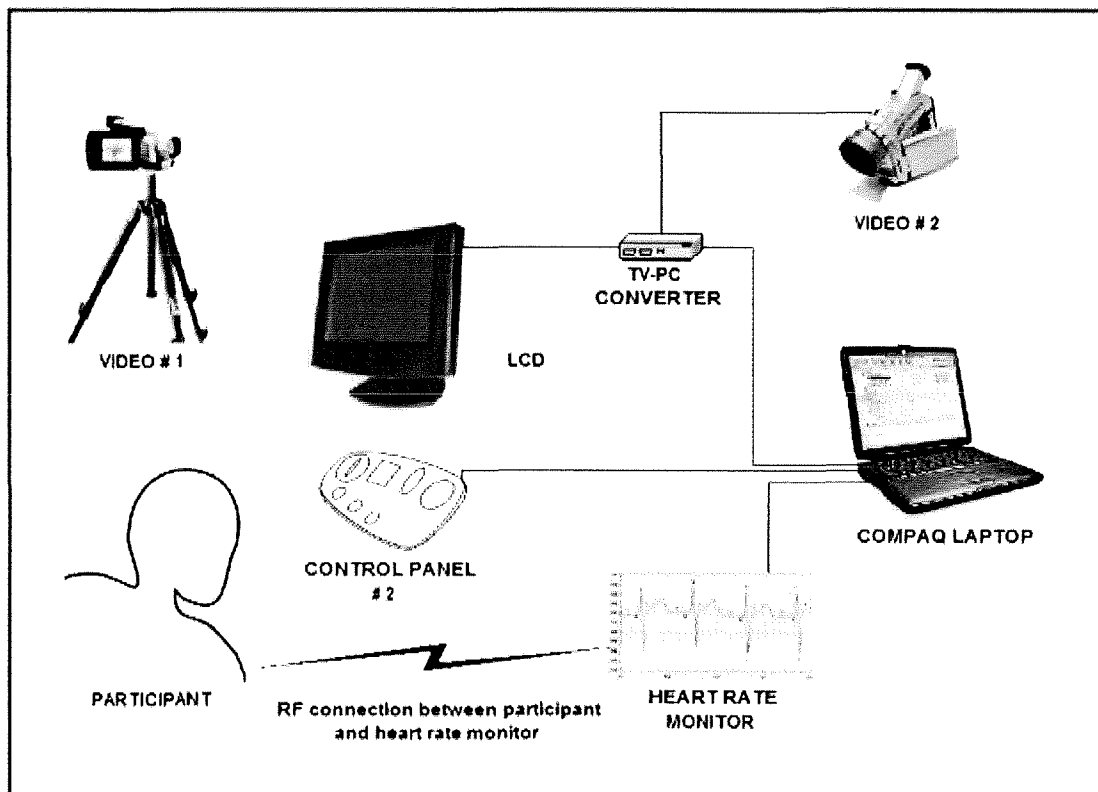 VIDEO # 1
VIDEO # 2
TV-PC
CONVERTER
LCD
COMPAQ LAPTOP
CONTROL PANEL
# 2
PARTICIPANT
RF connection between participant
and heart rate monitor
HEART RATE
MONITOR